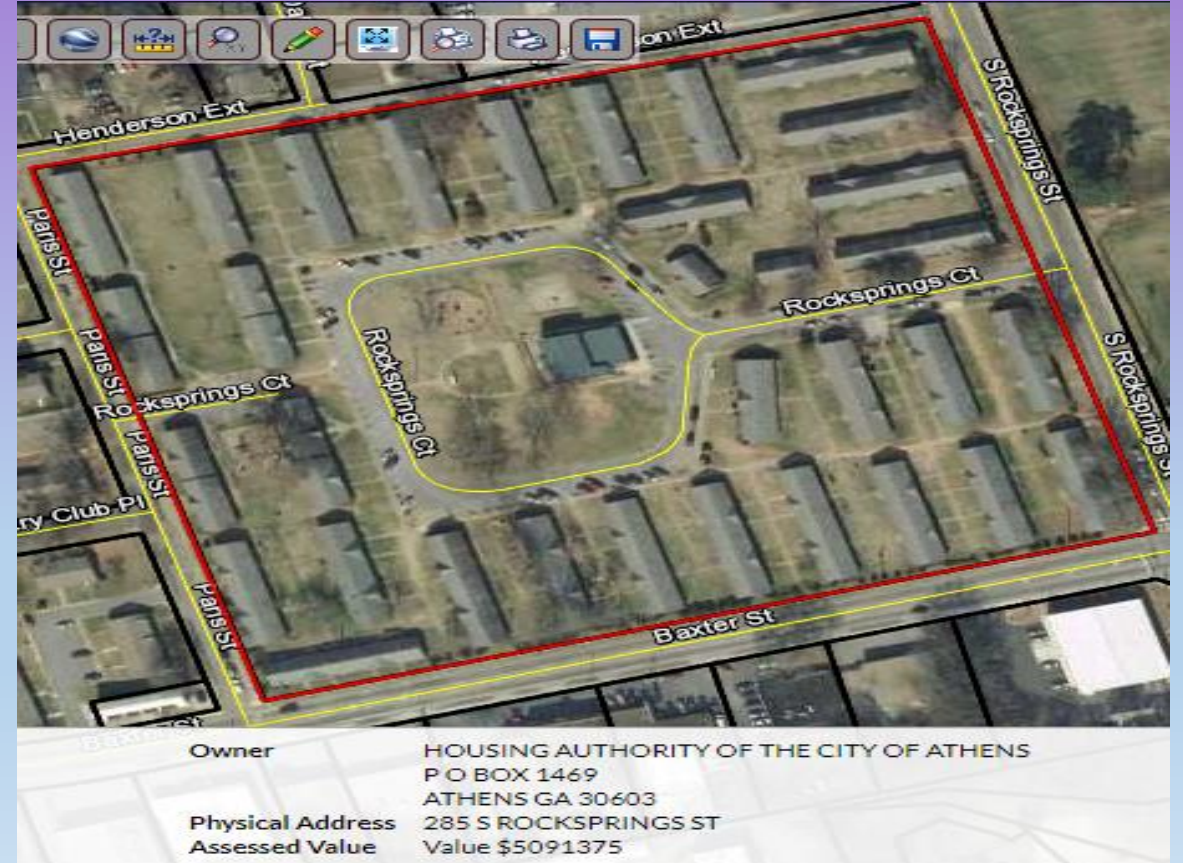 on Ext
Henderson Ext
S Rocksprings St
Paris St
Rocksprings Ct
Rocksprings Ct
Paris St
S Rocksprings S
Rocksprings Ct
Paris St
ry Club Pl
Paris St
Baxter St
Owner HOUSING AUTHORITY OF THE CITY OF ATHENS
P O BOX 1469
ATHENS GA 30603
Physical Address 285 S ROCKSPRINGS ST
Assessed Value Value $5091375